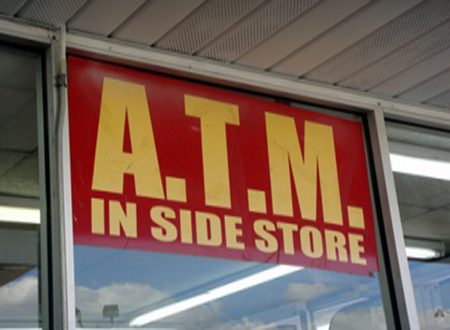 A.T.M.
IN SIDE STORE